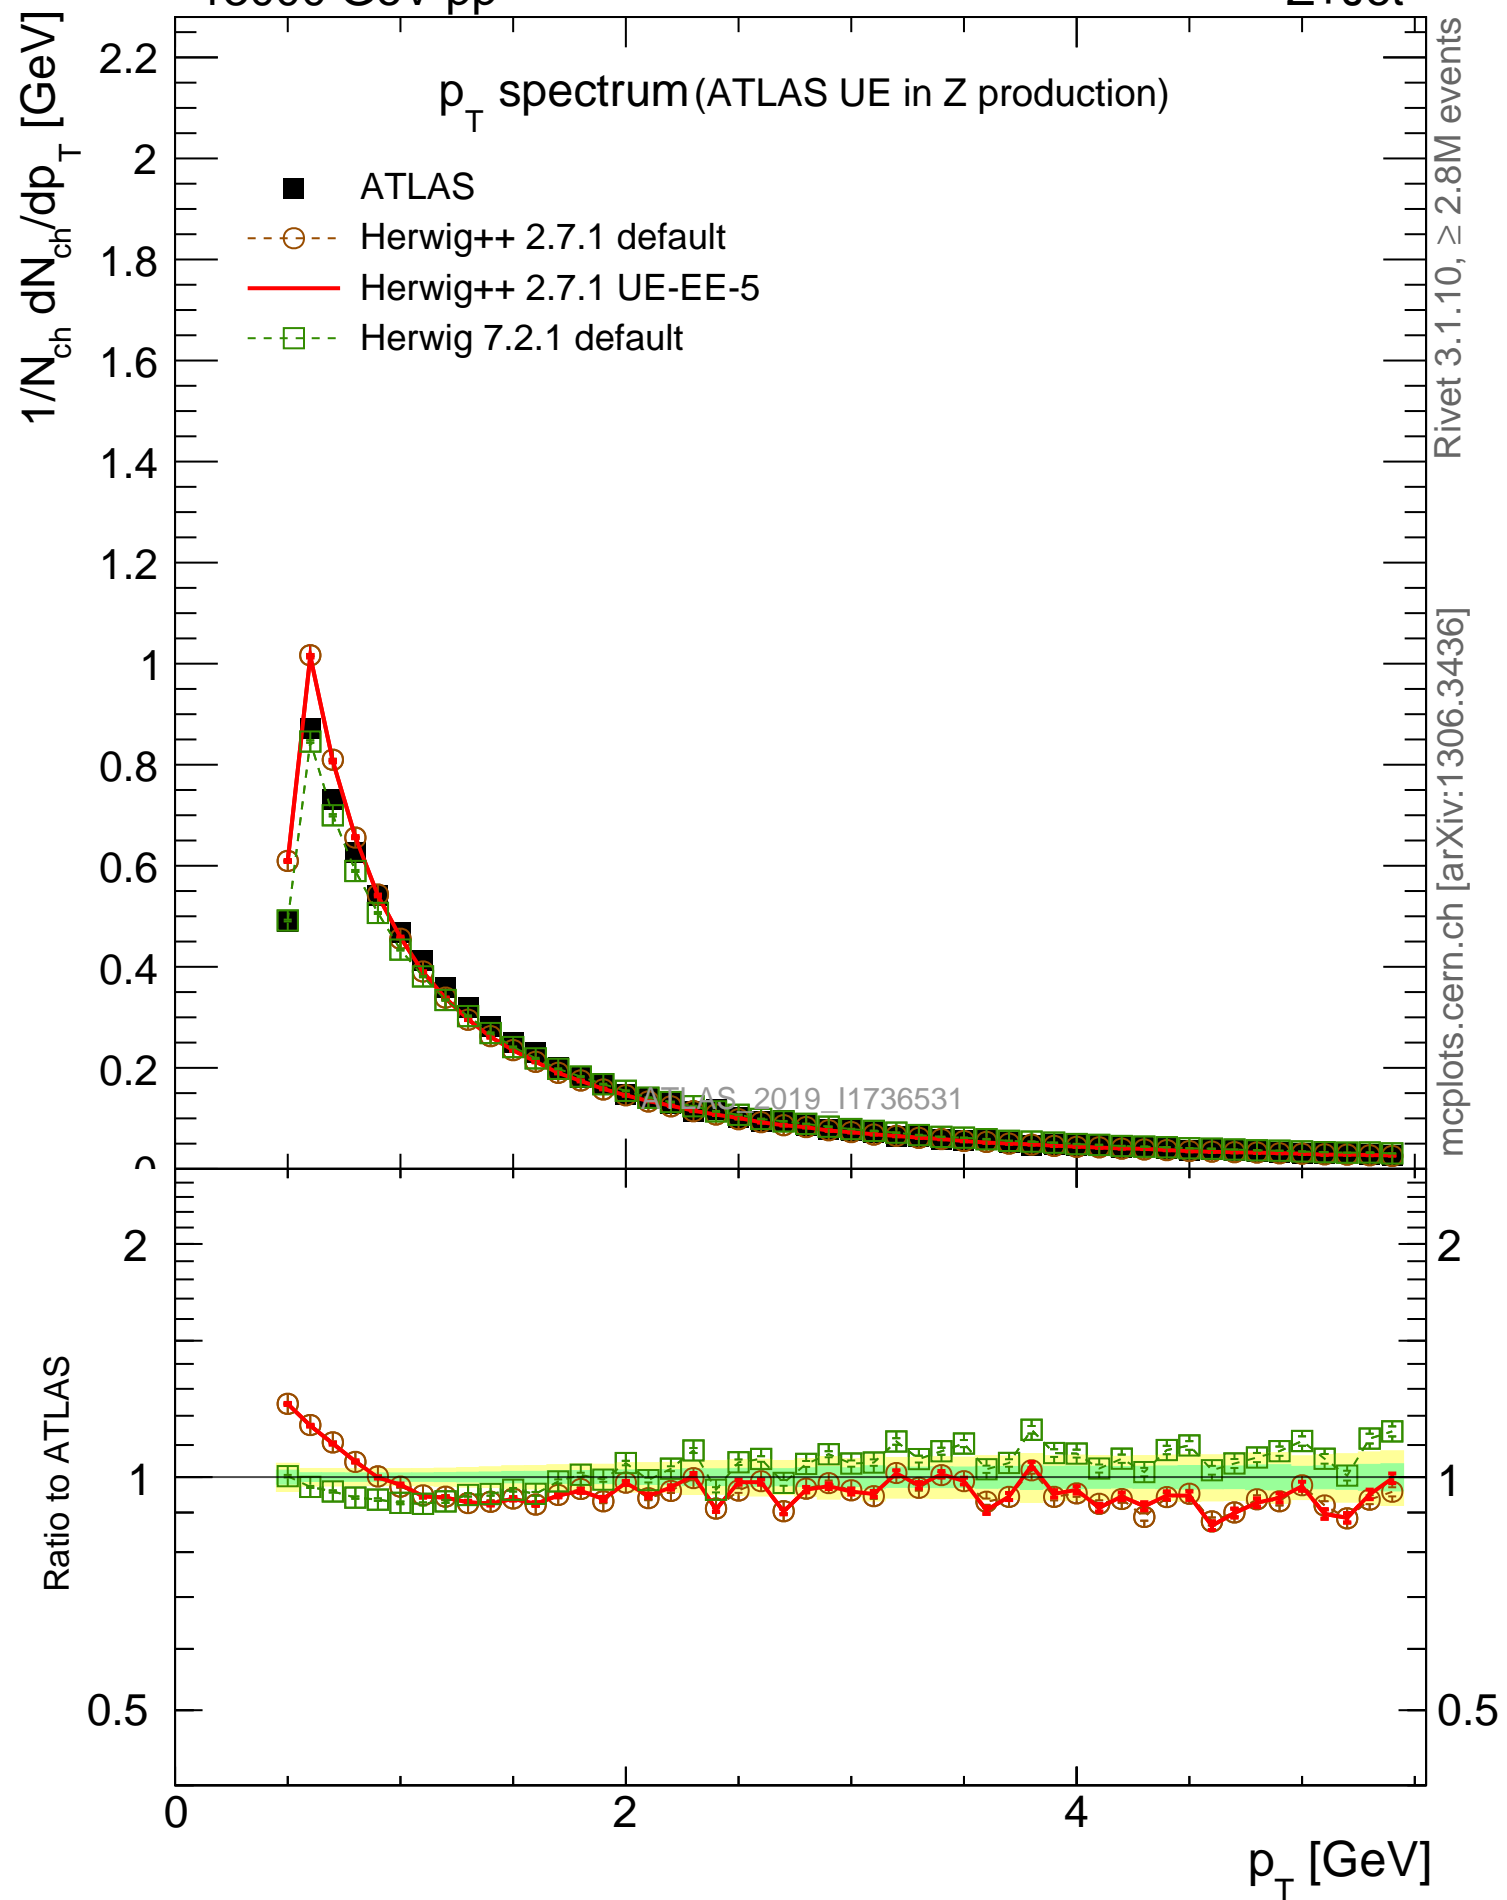 p_T spectrum (ATLAS UE in Z production)
ATLAS
Herwig++ 2.7.1 default
Herwig++ 2.7.1 UE-EE-5
Herwig 7.2.1 default
1/N_ch dN_ch/dp_T [GeV]
2.2
2
1.8
1.6
1.4
1.2
1
0.8
0.6
0.4
0.2
0
ATLAS_2019_I1736531
Rivet 3.1.10, ≥ 2.8M events
mcplots.cern.ch [arXiv:1306.3436]
Ratio to ATLAS
2
1
0.5
2
1
0.5
0
2
4
p_T [GeV]